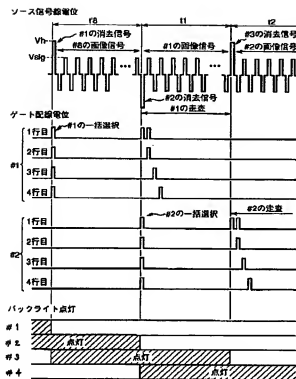 ソース信号線電位
t8 t1 t2
#1の消去信号 #3の消去信号
Vh
#8の画像信号 #1の画像信号 #2の画像信号
Vsig
#2の消去信号
#1の走査
ゲート配線電位
#1の一括選択
1行目
2行目
#1
3行目
4行目
#2の一括選択 #2の走査
1行目
2行目
#2
3行目
4行目
バックライト点灯
#1
#2 点灯
#3 点灯
#4 点灯